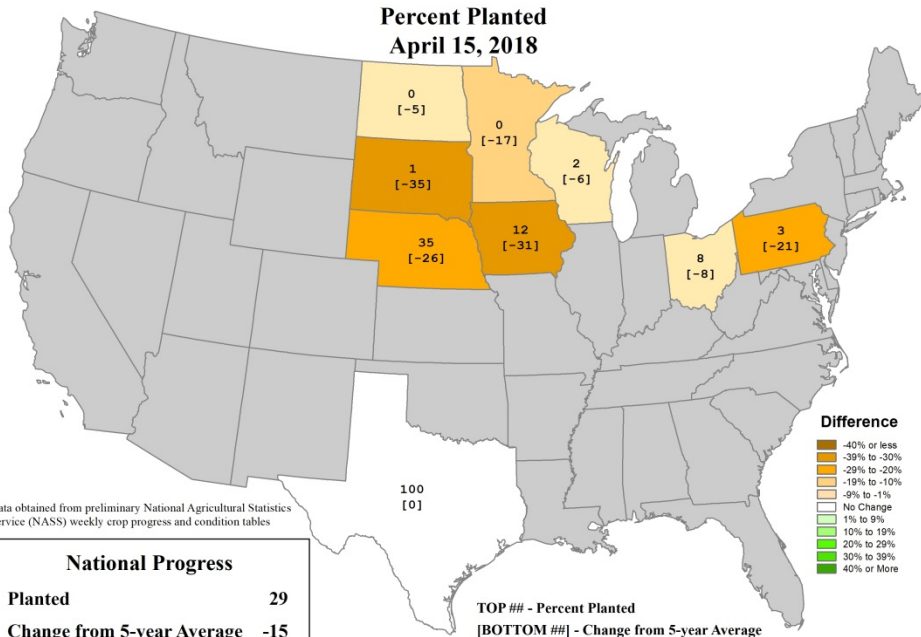 Percent Planted
April 15, 2018
0
[-5]
0
[-17]
2
[-6]
1
[-35]
12
[-31]
35
[-26]
8
[-8]
3
[-21]
100
[0]
Difference
-40% or less
-39% to -30%
-29% to -20%
-19% to -10%
-9% to -1%
No Change
1% to 9%
10% to 19%
20% to 29%
30% to 39%
40% or More
ata obtained from preliminary National Agricultural Statistics
ervice (NASS) weekly crop progress and condition tables
National Progress
Planted 29
Change from 5-year Average -15
TOP ## - Percent Planted
[BOTTOM ##] - Change from 5-year Average